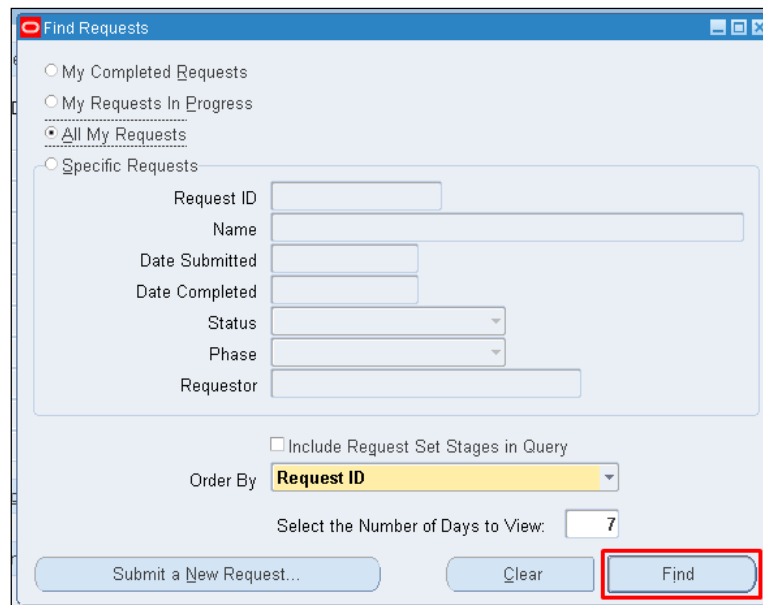 Find Requests
My Completed Requests
My Requests In Progress
All My Requests
Specific Requests
Request ID
Name
Date Submitted
Date Completed
Status
Phase
Requestor
Include Request Set Stages in Query
Order By Request ID
Select the Number of Days to View: 7
Submit a New Request... Clear Find